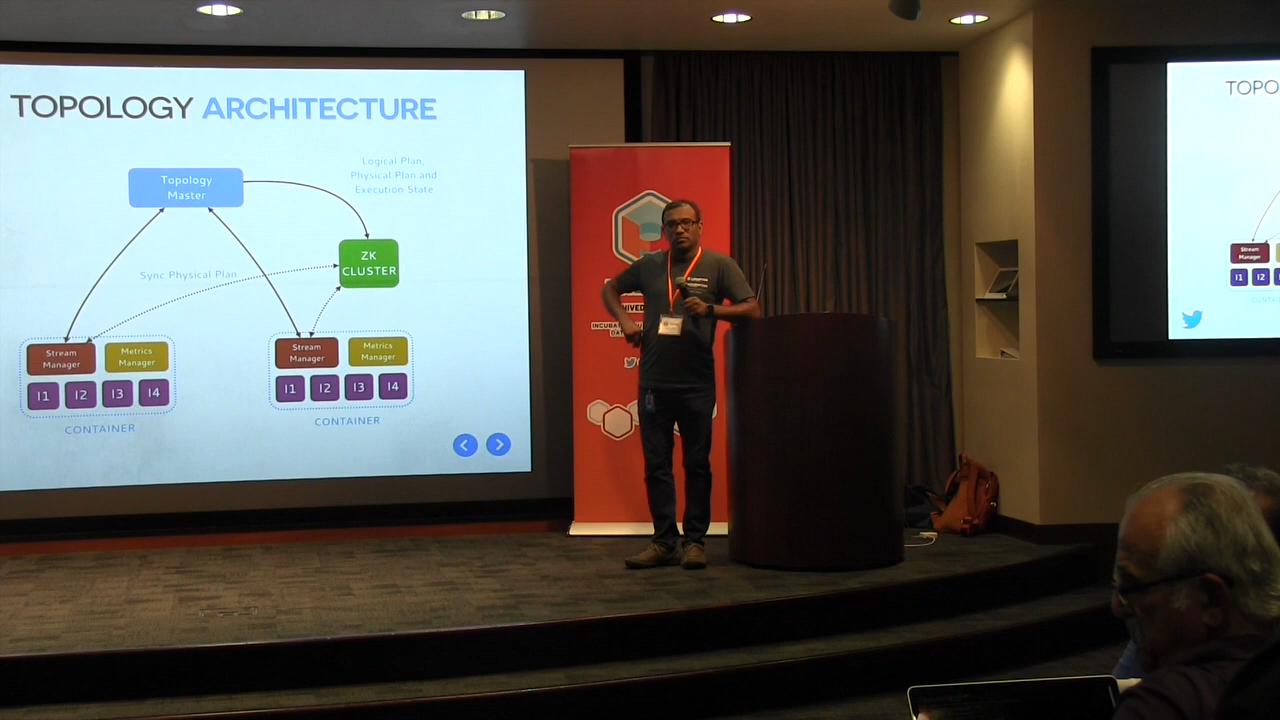 TOPOLOGY ARCHITECTURE
Logical Plan,
Physical Plan and
Execution State
Topology
Master
ZK
CLUSTER
Sync Physical Plan
Stream
Manager
Metrics
Manager
I1 I2 I3 I4
CONTAINER
Stream
Manager
Metrics
Manager
I1 I2 I3 I4
CONTAINER
TOPO
Stream
Manager
I1 I2